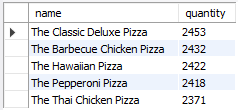 name quantity
The Classic Deluxe Pizza 2453
The Barbecue Chicken Pizza 2432
The Hawaiian Pizza 2422
The Pepperoni Pizza 2418
The Thai Chicken Pizza 2371